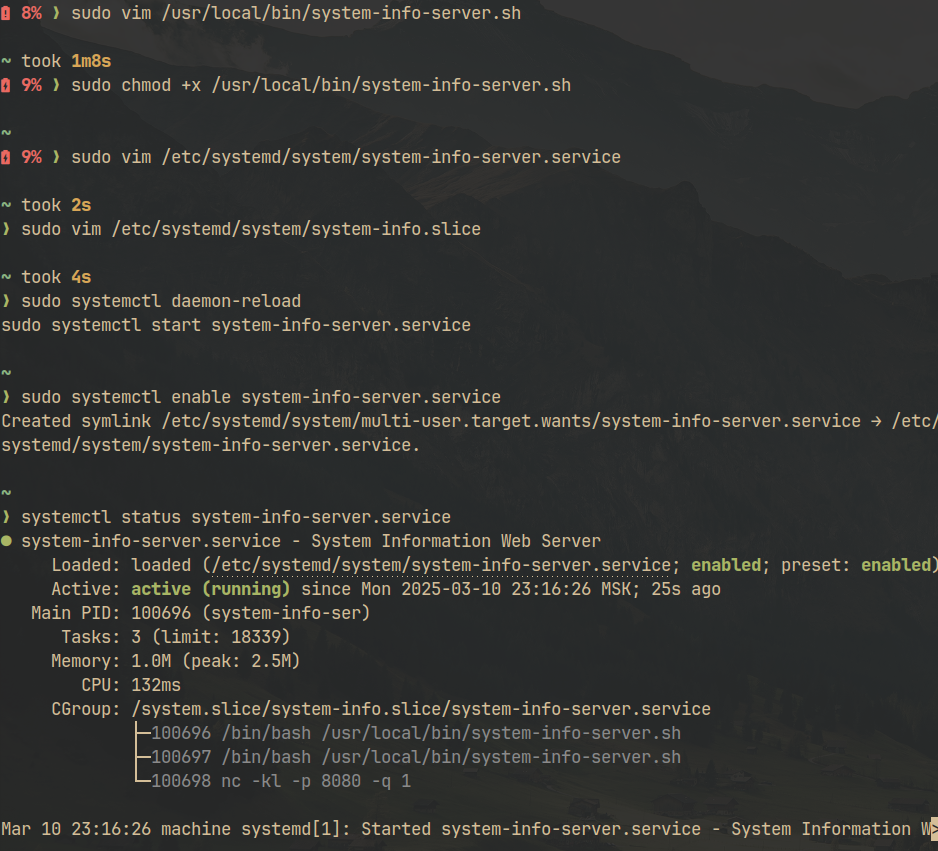 8% ❯ sudo vim /usr/local/bin/system-info-server.sh
~ took 1m8s
9% ❯ sudo chmod +x /usr/local/bin/system-info-server.sh
~
9% ❯ sudo vim /etc/systemd/system/system-info-server.service
~ took 2s
❯ sudo vim /etc/systemd/system/system-info.slice
~ took 4s
❯ sudo systemctl daemon-reload
sudo systemctl start system-info-server.service
~
❯ sudo systemctl enable system-info-server.service
Created symlink /etc/systemd/system/multi-user.target.wants/system-info-server.service → /etc/
systemd/system/system-info-server.service.
~
❯ systemctl status system-info-server.service
● system-info-server.service - System Information Web Server
Loaded: loaded (/etc/systemd/system/system-info-server.service; enabled; preset: enabled)
Active: active (running) since Mon 2025-03-10 23:16:26 MSK; 25s ago
Main PID: 100696 (system-info-ser)
Tasks: 3 (limit: 18339)
Memory: 1.0M (peak: 2.5M)
CPU: 132ms
CGroup: /system.slice/system-info.slice/system-info-server.service
├─100696 /bin/bash /usr/local/bin/system-info-server.sh
├─100697 /bin/bash /usr/local/bin/system-info-server.sh
└─100698 nc -kl -p 8080 -q 1
Mar 10 23:16:26 machine systemd[1]: Started system-info-server.service - System Information W>